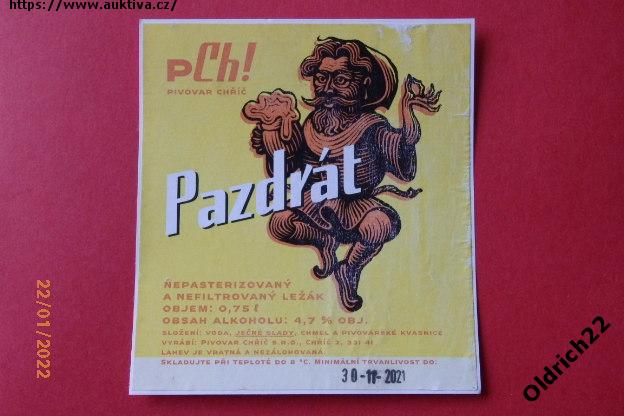 https://www.auktiva.cz/
PCh!
PIVOVAR CHŘÍČ
Pazdrát
NEPASTERIZOVANÝ
A NEFILTROVANÝ LEŽÁK
OBJEM: 0,75 ℓ
OBSAH ALKOHOLU: 4,7 % OBJ.
SLOŽENÍ: VODA, JEČNÉ SLADY, CHMEL A PIVOVARSKÉ KVASNICE
VYRÁBÍ: PIVOVAR CHŘÍČ S.R.O., CHŘÍČ 2, 331 41
LAHEV JE VRATNÁ A NEZÁLOHOVANÁ.
SKLADUJTE PŘI TEPLOTĚ DO 8 °C. MINIMÁLNÍ TRVANLIVOST DO:
30-11-2021
22/01/2022
Oldrich22